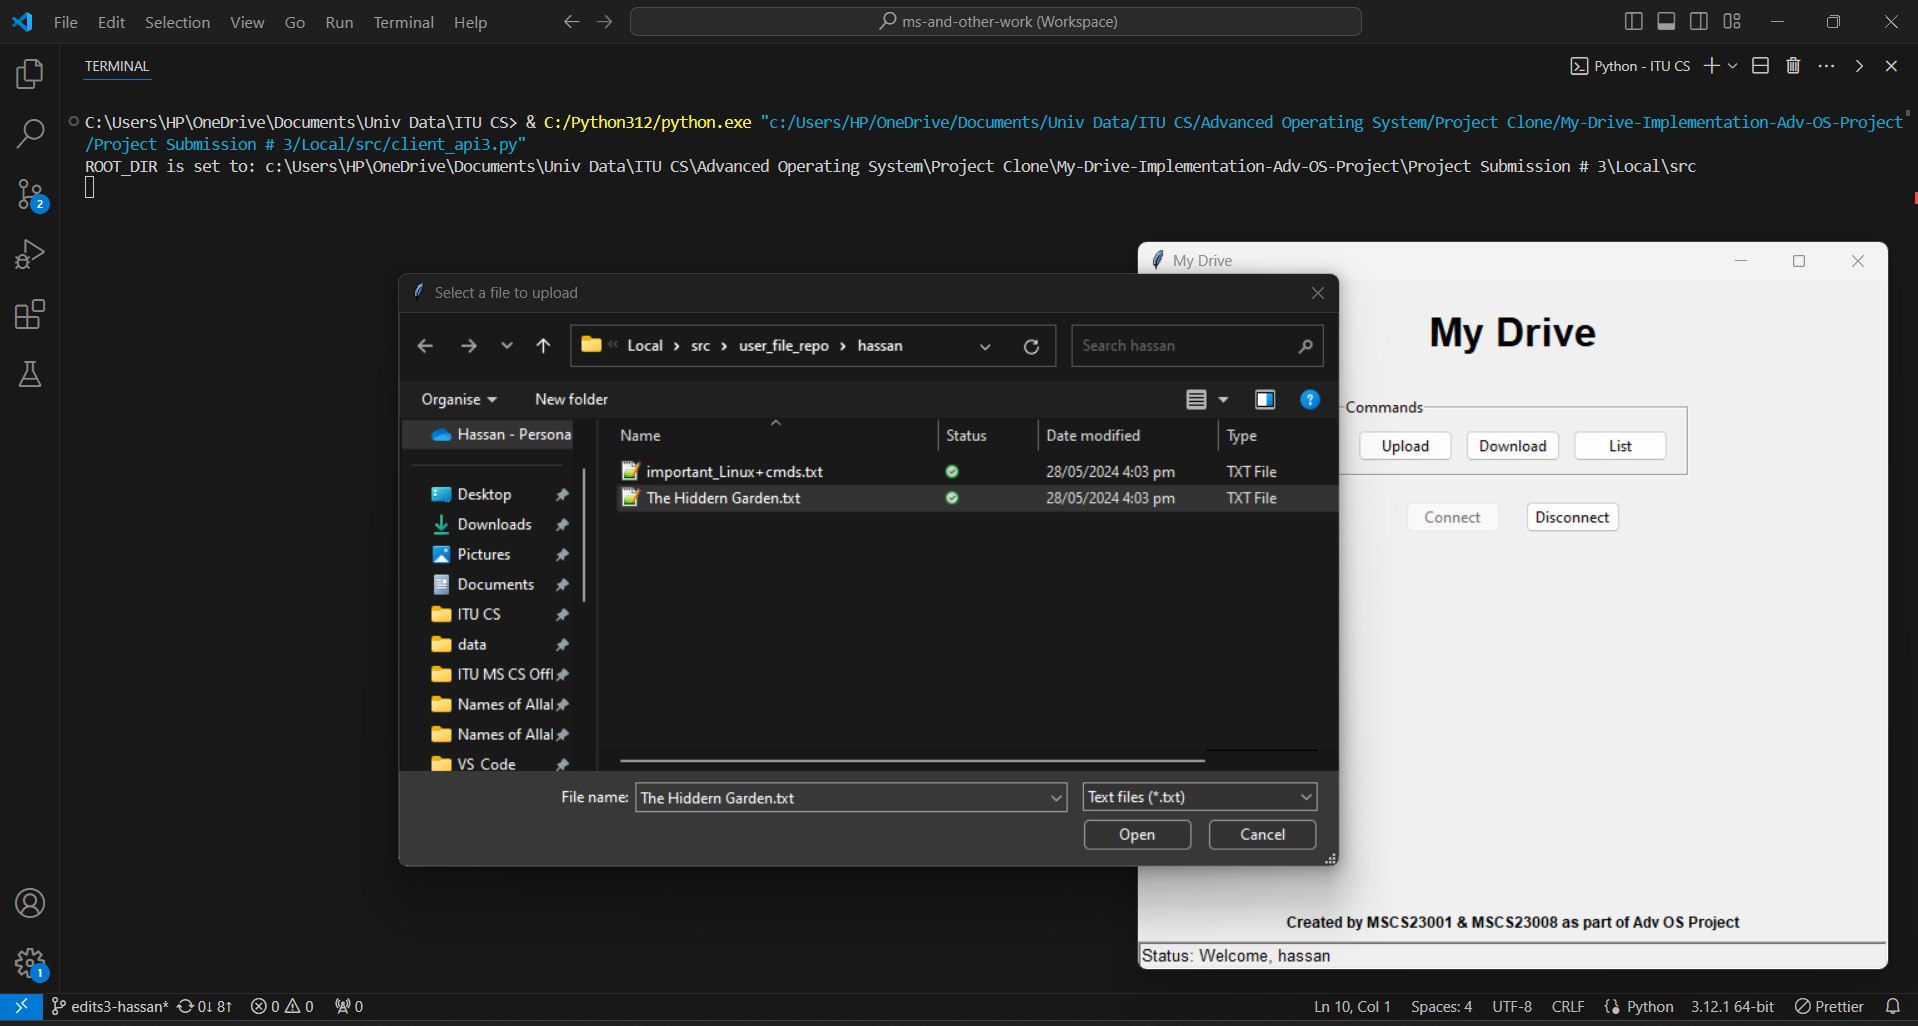 File Edit Selection View Go Run Terminal Help
ms-and-other-work (Workspace)
TERMINAL
Python - ITU CS
C:\Users\HP\OneDrive\Documents\Univ Data\ITU CS> & C:/Python312/python.exe "c:/Users/HP/OneDrive/Documents/Univ Data/ITU CS/Advanced Operating System/Project Clone/My-Drive-Implementation-Adv-OS-Project
/Project Submission # 3/Local/src/client_api3.py"
ROOT_DIR is set to: c:\Users\HP\OneDrive\Documents\Univ Data\ITU CS\Advanced Operating System\Project Clone\My-Drive-Implementation-Adv-OS-Project\Project Submission # 3\Local\src
2
Select a file to upload
« Local › src › user_file_repo › hassan
Search hassan
Organise
New folder
Hassan - Persona
Desktop
Downloads
Pictures
Documents
ITU CS
data
ITU MS CS Offl
Names of Allal
Names of Allal
VS Code
Name Status Date modified Type
important_Linux+cmds.txt 28/05/2024 4:03 pm TXT File
The Hiddern Garden.txt 28/05/2024 4:03 pm TXT File
File name: The Hiddern Garden.txt
Text files (*.txt)
Open
Cancel
My Drive
My Drive
Commands
Upload
Download
List
Connect
Disconnect
Created by MSCS23001 & MSCS23008 as part of Adv OS Project
Status: Welcome, hassan
1
edits3-hassan* 0↓ 8↑ 0 0 0
Ln 10, Col 1 Spaces: 4 UTF-8 CRLF Python 3.12.1 64-bit Prettier